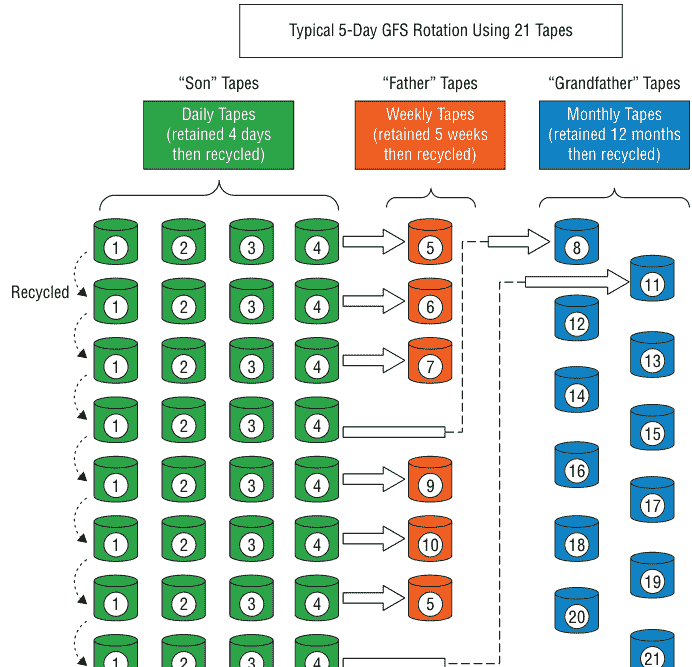 Typical 5-Day GFS Rotation Using 21 Tapes
“Son” Tapes
“Father” Tapes
“Grandfather” Tapes
Daily Tapes
(retained 4 days
then recycled)
Weekly Tapes
(retained 5 weeks
then recycled)
Monthly Tapes
(retained 12 months
then recycled)
1 2 3 4 5 8
Recycled
11
1 2 3 4 6
12
1 2 3 4 7
13
14
1 2 3 4
15
1 2 3 4 9
16
17
1 2 3 4 10
18
19
1 2 3 4 5
20
1 2 3 4
21